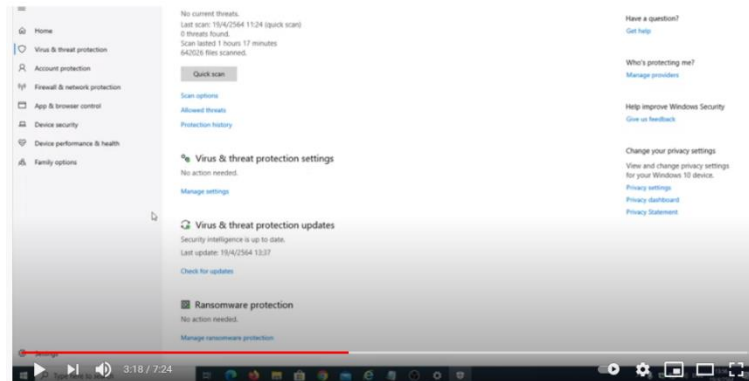 Home
Virus & threat protection
Account protection
Firewall & network protection
App & browser control
Device security
Device performance & health
Family options
Settings
No current threats.
Last scan: 19/4/2564 11:24 (quick scan)
0 threats found.
Scan lasted 1 hours 17 minutes
642026 files scanned.
Quick scan
Scan options
Allowed threats
Protection history
Virus & threat protection settings
No action needed.
Manage settings
Virus & threat protection updates
Security intelligence is up to date.
Last update: 19/4/2564 13:37
Check for updates
Ransomware protection
No action needed.
Manage ransomware protection
Have a question?
Get help
Who's protecting me?
Manage providers
Help improve Windows Security
Give us feedback
Change your privacy settings
View and change privacy settings
for your Windows 10 device.
Privacy settings
Privacy dashboard
Privacy Statement
3:18 / 7:24
Type here to